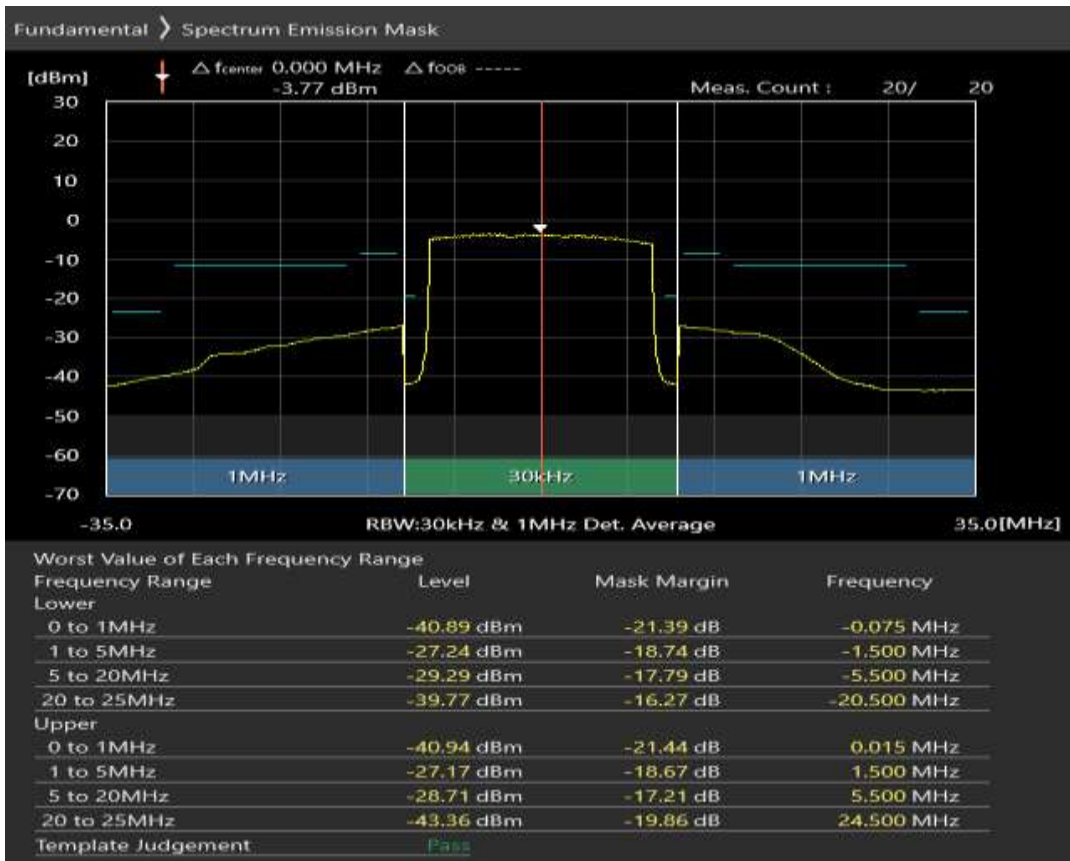 Fundamental 》 Spectrum Emission Mask
[dBm] △ fcenter 0.000 MHz △ fOOB -----
-3.77 dBm Meas. Count : 20/ 20
30
20
10
0
-10
-20
-30
-40
-50
-60
1MHz 30kHz 1MHz
-70
-35.0 RBW:30kHz & 1MHz Det. Average 35.0[MHz]
Worst Value of Each Frequency Range
Frequency Range Level Mask Margin Frequency
Lower
0 to 1MHz -40.89 dBm -21.39 dB -0.075 MHz
1 to 5MHz -27.24 dBm -18.74 dB -1.500 MHz
5 to 20MHz -29.29 dBm -17.79 dB -5.500 MHz
20 to 25MHz -39.77 dBm -16.27 dB -20.500 MHz
Upper
0 to 1MHz -40.94 dBm -21.44 dB 0.015 MHz
1 to 5MHz -27.17 dBm -18.67 dB 1.500 MHz
5 to 20MHz -28.71 dBm -17.21 dB 5.500 MHz
20 to 25MHz -43.36 dBm -19.86 dB 24.500 MHz
Template Judgement Pass